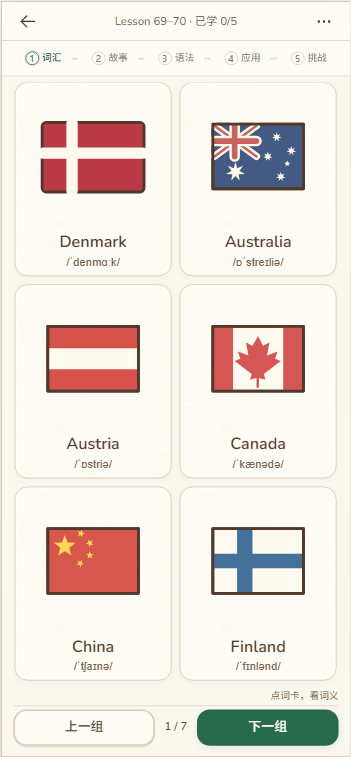 Lesson 69–70 · 已学 0/5
1 词汇 – 2 故事 – 3 语法 – 4 应用 – 5 挑战
Denmark
/ˈdenmɑːk/
Australia
/ɒˈstreɪliə/
Austria
/ˈɒstriə/
Canada
/ˈkænədə/
China
/ˈtʃaɪnə/
Finland
/ˈfɪnlənd/
点词卡，看词义
上一组
1 / 7
下一组